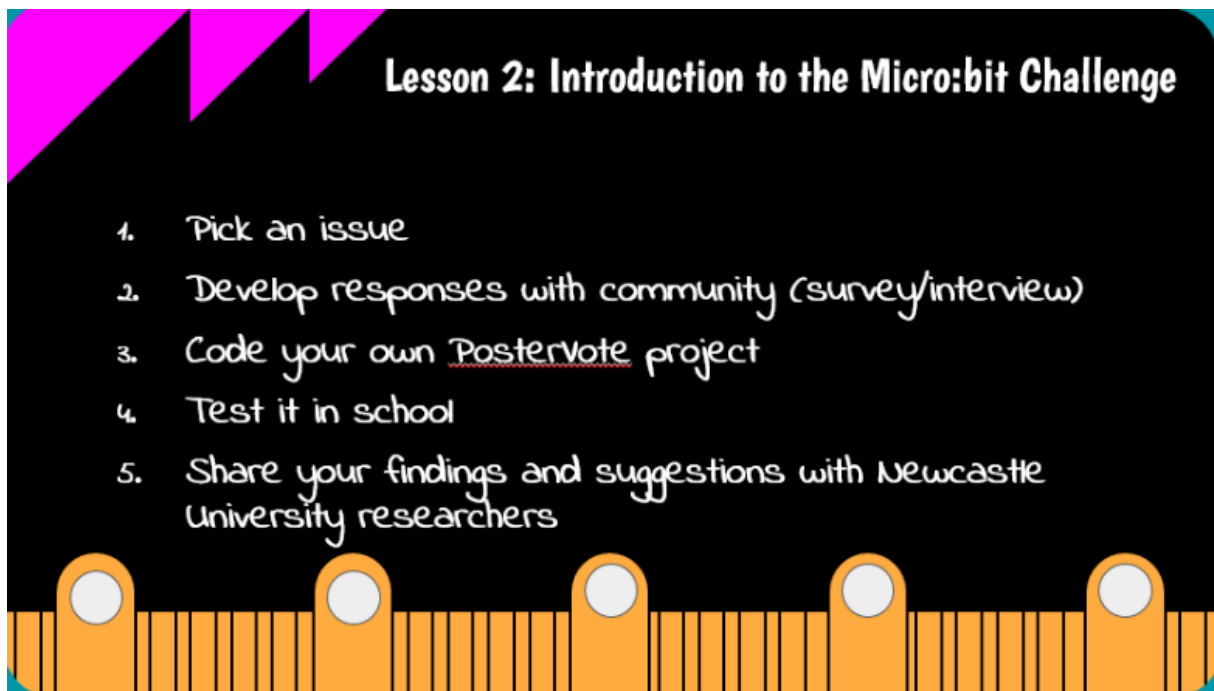 Lesson 2: Introduction to the Micro:bit Challenge
1. Pick an issue
2. Develop responses with community (survey/interview)
3. Code your own PosterVote project
4. Test it in school
5. Share your findings and suggestions with Newcastle
University researchers